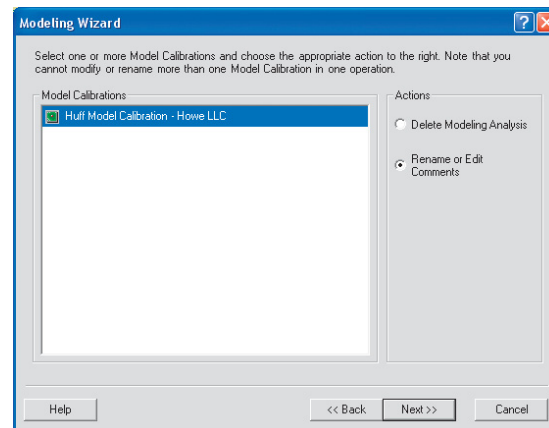 Modeling Wizard
Select one or more Model Calibrations and choose the appropriate action to the right. Note that you
cannot modify or rename more than one Model Calibration in one operation.
Model Calibrations
Huff Model Calibration - Howe LLC
Actions
Delete Modeling Analysis
Rename or Edit
Comments
Help
<< Back
Next >>
Cancel